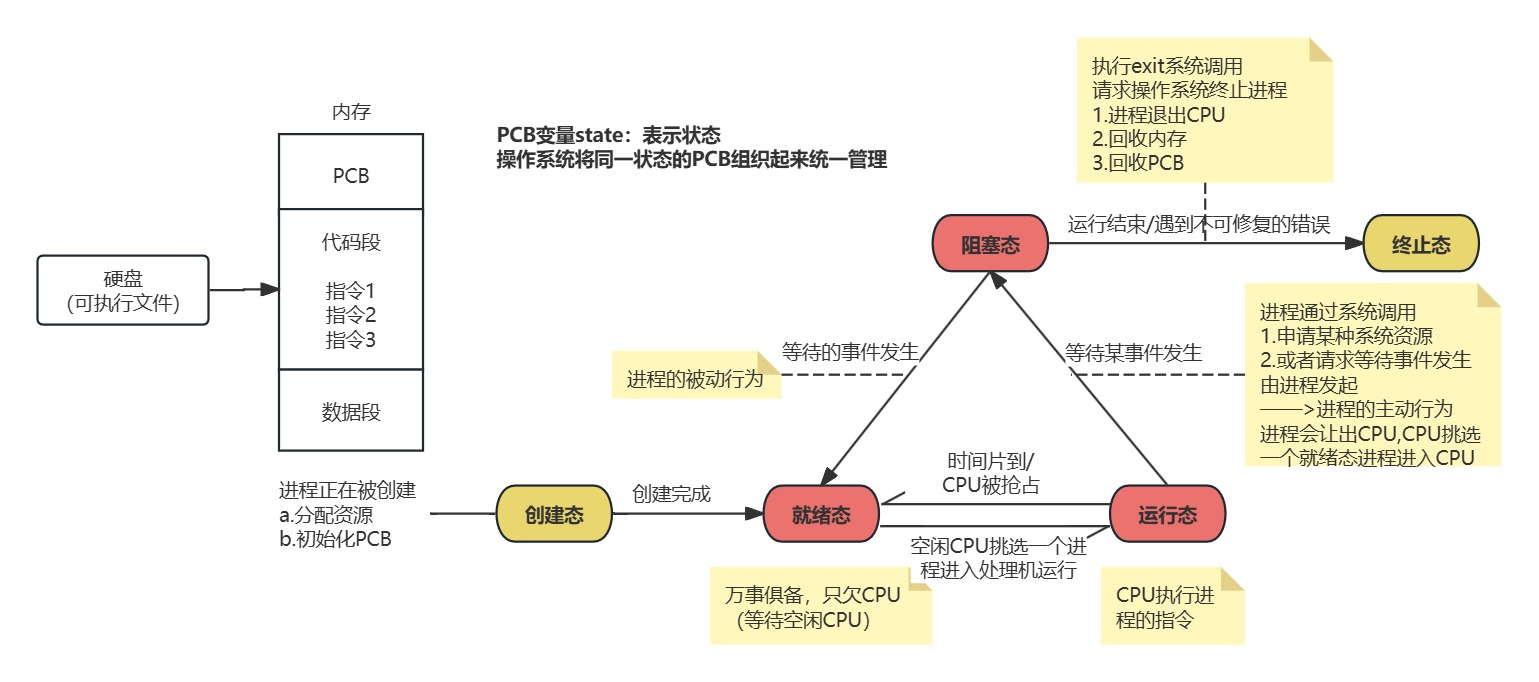 内存
PCB
代码段
指令1
指令2
指令3
数据段
硬盘
(可执行文件)
进程正在被创建
a.分配资源
b.初始化PCB
PCB变量state：表示状态
操作系统将同一状态的PCB组织起来统一管理
执行exit系统调用
请求操作系统终止进程
1.进程退出CPU
2.回收内存
3.回收PCB
阻塞态
运行结束/遇到不可修复的错误
终止态
等待的事件发生
进程的被动行为
等待某事件发生
进程通过系统调用
1.申请某种系统资源
2.或者请求等待事件发生
由进程发起
——>进程的主动行为
进程会让出CPU,CPU挑选
一个就绪态进程进入CPU
创建态
创建完成
就绪态
时间片到/
CPU被抢占
运行态
空闲CPU挑选一个进
程进入处理机运行
万事俱备，只欠CPU
（等待空闲CPU）
CPU执行进
程的指令